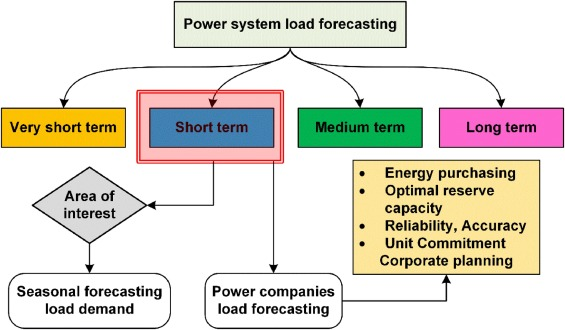 Power system load forecasting
Very short term
Short term
Medium term
Long term
Area of
interest
• Energy purchasing
• Optimal reserve
capacity
• Reliability, Accuracy
• Unit Commitment
Corporate planning
Seasonal forecasting
load demand
Power companies
load forecasting